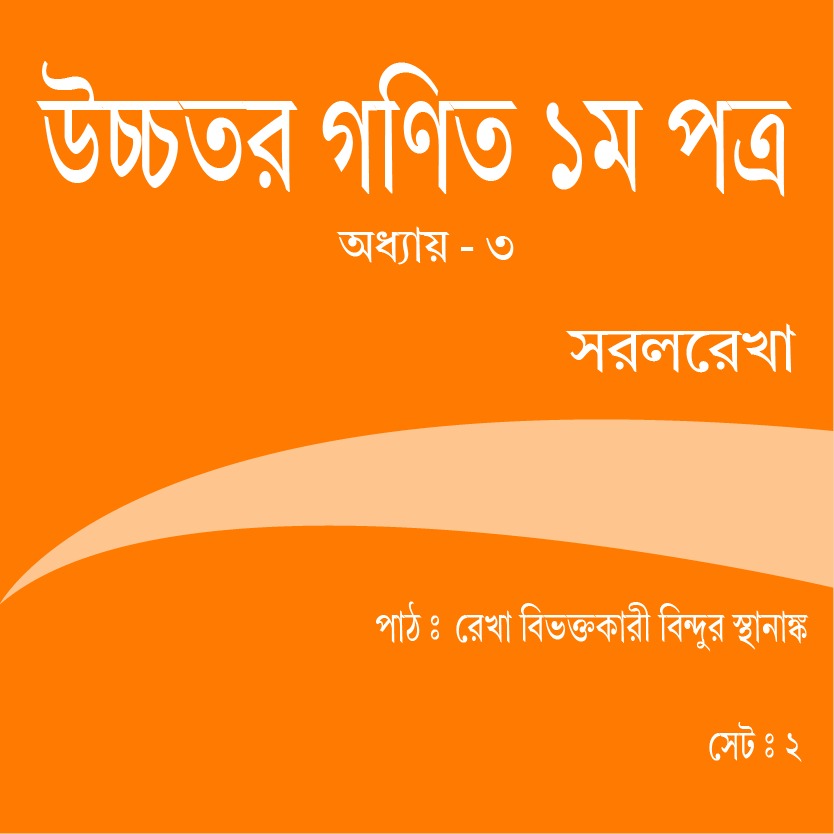 উচ্চতর গণিত ১ম পত্র
অধ্যায় - ৩
সরলরেখা
পাঠ ঃ রেখা বিভক্তকারী বিন্দুর স্থানাঙ্ক
সেট ঃ ২